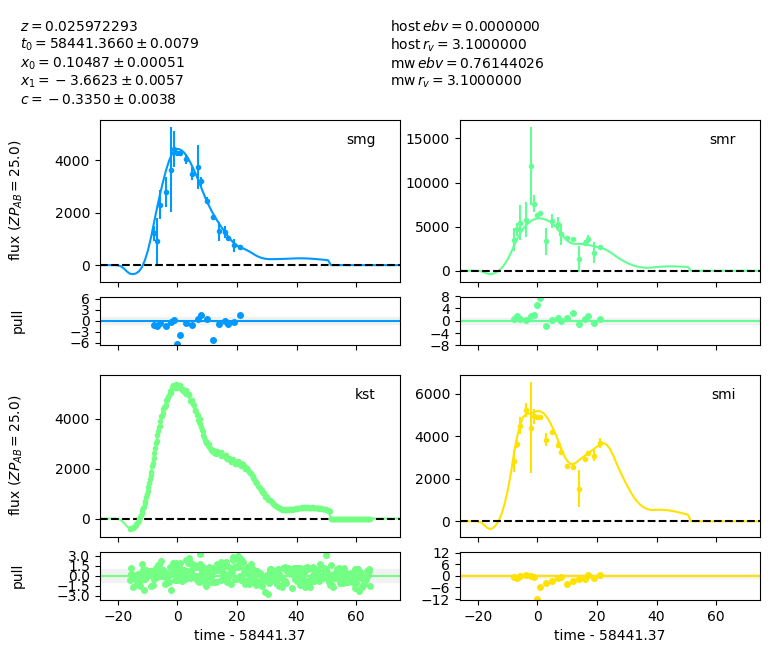 z = 0.025972293
t0 = 58441.3660 ± 0.0079
x0 = 0.10487 ± 0.00051
x1 = −3.6623 ± 0.0057
c = −0.3350 ± 0.0038
host ebv = 0.0000000
host rv = 3.1000000
mw ebv = 0.76144026
mw rv = 3.1000000
flux (ZPAB = 25.0)
4000
2000
0
smg
15000
10000
5000
0
smr
pull
6
3
0
−3
−6
8
4
0
−4
−8
flux (ZPAB = 25.0)
4000
2000
0
kst
6000
4000
2000
0
smi
pull
3.0
1.5
0.0
−1.5
−3.0
12
6
0
−6
−12
−20 0 20 40 60
−20 0 20 40 60
time - 58441.37
time - 58441.37